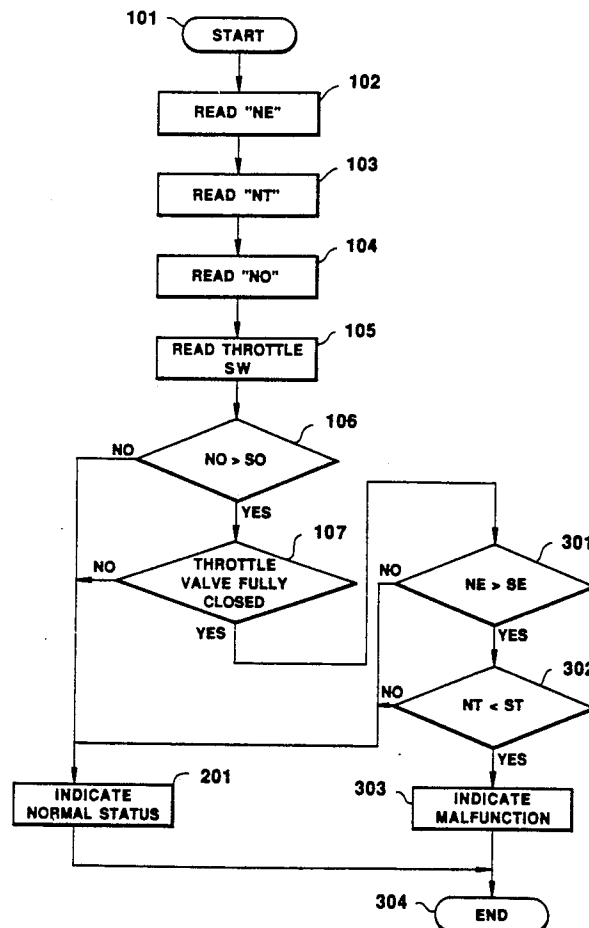 101
START
102
READ "NE"
103
READ "NT"
104
READ "NO"
105
READ THROTTLE
SW
106
NO
NO > SO
YES
107
NO
THROTTLE
VALVE FULLY
CLOSED
YES
301
NO
NE > SE
YES
302
NO
NT < ST
YES
201
INDICATE
NORMAL STATUS
303
INDICATE
MALFUNCTION
304
END